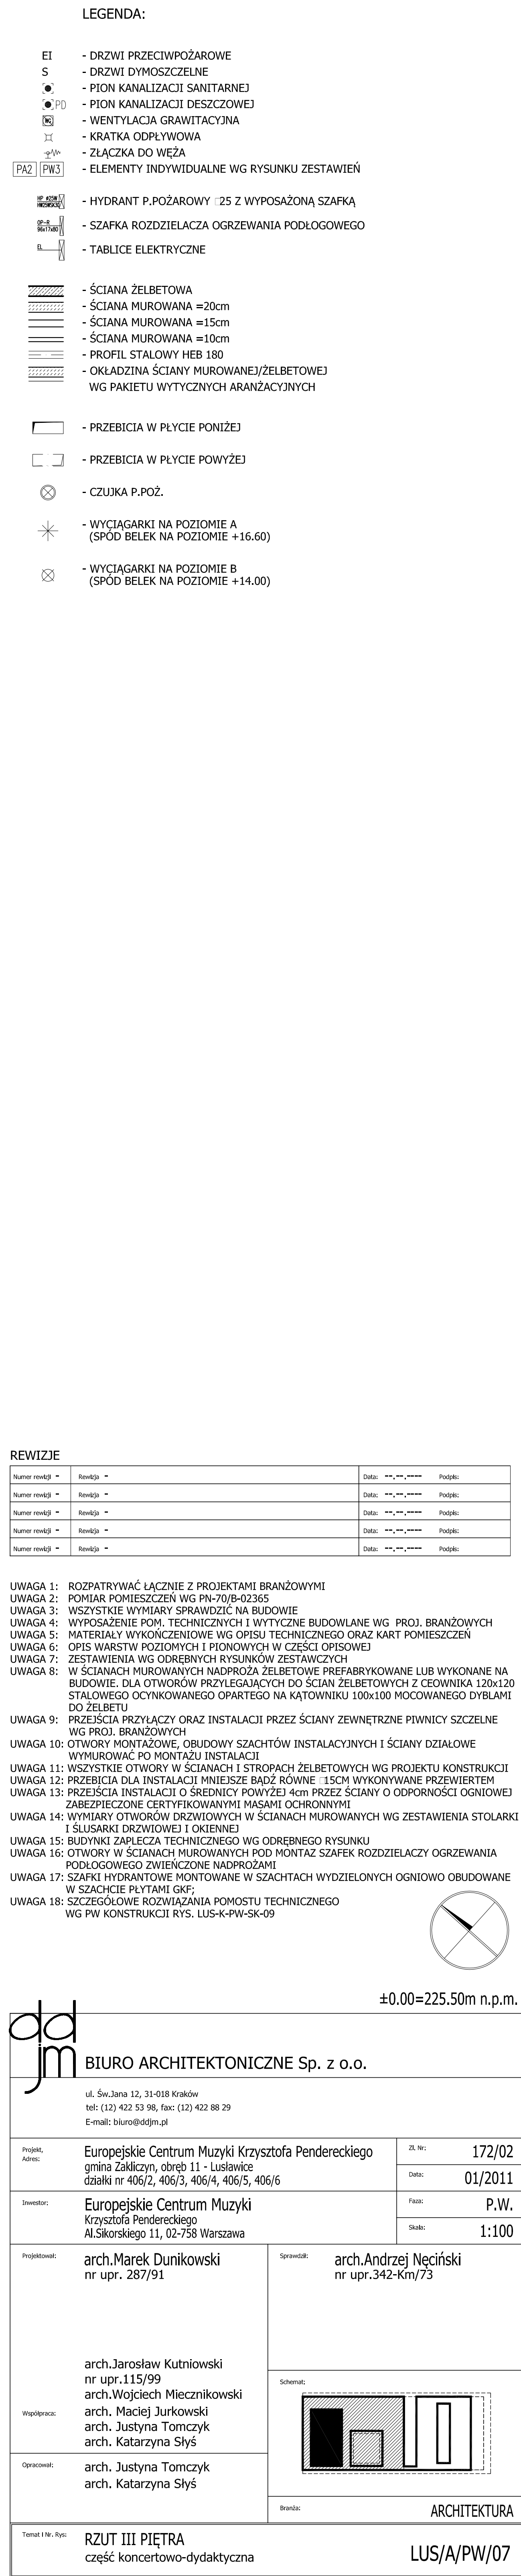 LEGENDA:
EI - DRZWI PRZECIWPOŻAROWE
S - DRZWI DYMOSZCZELNE
- PION KANALIZACJI SANITARNEJ
PD - PION KANALIZACJI DESZCZOWEJ
WG - WENTYLACJA GRAWITACYJNA
- KRATKA ODPŁYWOWA
- ZŁĄCZKA DO WĘŻA
PA2 PW3 - ELEMENTY INDYWIDUALNE WG RYSUNKU ZESTAWIEŃ
- HYDRANT P.POŻAROWY □25 Z WYPOSAŻONĄ SZAFKĄ
OP-R
96x17x80 - SZAFKA ROZDZIELACZA OGRZEWANIA PODŁOGOWEGO
EL - TABLICE ELEKTRYCZNE
- ŚCIANA ŻELBETOWA
- ŚCIANA MUROWANA =20cm
- ŚCIANA MUROWANA =15cm
- ŚCIANA MUROWANA =10cm
- PROFIL STALOWY HEB 180
- OKŁADZINA ŚCIANY MUROWANEJ/ŻELBETOWEJ
WG PAKIETU WYTYCZNYCH ARANŻACYJNYCH
- PRZEBICIA W PŁYCIE PONIŻEJ
- PRZEBICIA W PŁYCIE POWYŻEJ
- CZUJKA P.POŻ.
- WYCIĄGARKI NA POZIOMIE A
(SPÓD BELEK NA POZIOMIE +16.60)
- WYCIĄGARKI NA POZIOMIE B
(SPÓD BELEK NA POZIOMIE +14.00)
REWIZJE
Numer rewizji - Rewizja - Data: --.--.---- Podpis:
Numer rewizji - Rewizja - Data: --.--.---- Podpis:
Numer rewizji - Rewizja - Data: --.--.---- Podpis:
Numer rewizji - Rewizja - Data: --.--.---- Podpis:
Numer rewizji - Rewizja - Data: --.--.---- Podpis:
UWAGA 1: ROZPATRYWAĆ ŁĄCZNIE Z PROJEKTAMI BRANŻOWYMI
UWAGA 2: POMIAR POMIESZCZEŃ WG PN-70/B-02365
UWAGA 3: WSZYSTKIE WYMIARY SPRAWDZIĆ NA BUDOWIE
UWAGA 4: WYPOSAŻENIE POM. TECHNICZNYCH I WYTYCZNE BUDOWLANE WG PROJ. BRANŻOWYCH
UWAGA 5: MATERIAŁY WYKOŃCZENIOWE WG OPISU TECHNICZNEGO ORAZ KART POMIESZCZEŃ
UWAGA 6: OPIS WARSTW POZIOMYCH I PIONOWYCH W CZĘŚCI OPISOWEJ
UWAGA 7: ZESTAWIENIA WG ODRĘBNYCH RYSUNKÓW ZESTAWCZYCH
UWAGA 8: W ŚCIANACH MUROWANYCH NADPROŻA ŻELBETOWE PREFABRYKOWANE LUB WYKONANE NA
BUDOWIE. DLA OTWORÓW PRZYLEGAJĄCYCH DO ŚCIAN ŻELBETOWYCH Z CEOWNIKA 120x120
STALOWEGO OCYNKOWANEGO OPARTEGO NA KĄTOWNIKU 100x100 MOCOWANEGO DYBLAMI
DO ŻELBETU
UWAGA 9: PRZEJŚCIA PRZYŁĄCZY ORAZ INSTALACJI PRZEZ ŚCIANY ZEWNĘTRZNE PIWNICY SZCZELNE
WG PROJ. BRANŻOWYCH
UWAGA 10: OTWORY MONTAŻOWE, OBUDOWY SZACHTÓW INSTALACYJNYCH I ŚCIANY DZIAŁOWE
WYMUROWAĆ PO MONTAŻU INSTALACJI
UWAGA 11: WSZYSTKIE OTWORY W ŚCIANACH I STROPACH ŻELBETOWYCH WG PROJEKTU KONSTRUKCJI
UWAGA 12: PRZEBICIA DLA INSTALACJI MNIEJSZE BĄDŹ RÓWNE □15CM WYKONYWANE PRZEWIERTEM
UWAGA 13: PRZEJŚCIA INSTALACJI O ŚREDNICY POWYŻEJ 4cm PRZEZ ŚCIANY O ODPORNOŚCI OGNIOWEJ
ZABEZPIECZONE CERTYFIKOWANYMI MASAMI OCHRONNYMI
UWAGA 14: WYMIARY OTWORÓW DRZWIOWYCH W ŚCIANACH MUROWANYCH WG ZESTAWIENIA STOLARKI
I ŚLUSARKI DRZWIOWEJ I OKIENNEJ
UWAGA 15: BUDYNKI ZAPLECZA TECHNICZNEGO WG ODRĘBNEGO RYSUNKU
UWAGA 16: OTWORY W ŚCIANACH MUROWANYCH POD MONTAZ SZAFEK ROZDZIELACZY OGRZEWANIA
PODŁOGOWEGO ZWIEŃCZONE NADPROŻAMI
UWAGA 17: SZAFKI HYDRANTOWE MONTOWANE W SZACHTACH WYDZIELONYCH OGNIOWO OBUDOWANE
W SZACHCIE PŁYTAMI GKF;
UWAGA 18: SZCZEGÓŁOWE ROZWIĄZANIA POMOSTU TECHNICZNEGO
WG PW KONSTRUKCJI RYS. LUS-K-PW-SK-09
±0.00=225.50m n.p.m.
ddjm
BIURO ARCHITEKTONICZNE Sp. z o.o.
ul. Św.Jana 12, 31-018 Kraków
tel: (12) 422 53 98, fax: (12) 422 88 29
E-mail: biuro@ddjm.pl
Projekt,
Adres:
Europejskie Centrum Muzyki Krzysztofa Pendereckiego
gmina Zakliczyn, obręb 11 - Lusławice
działki nr 406/2, 406/3, 406/4, 406/5, 406/6
Zl. Nr: 172/02
Data: 01/2011
Inwestor:
Europejskie Centrum Muzyki
Krzysztofa Pendereckiego
Al.Sikorskiego 11, 02-758 Warszawa
Faza: P.W.
Skala: 1:100
Projektował:
arch.Marek Dunikowski
nr upr. 287/91
Sprawdził:
arch.Andrzej Nęciński
nr upr.342-Km/73
arch.Jarosław Kutniowski
nr upr.115/99
arch.Wojciech Miecznikowski
Współpraca: arch. Maciej Jurkowski
arch. Justyna Tomczyk
arch. Katarzyna Słyś
Schemat:
Opracował: arch. Justyna Tomczyk
arch. Katarzyna Słyś
Branża: ARCHITEKTURA
Temat i Nr. Rys:
RZUT III PIĘTRA
część koncertowo-dydaktyczna
LUS/A/PW/07